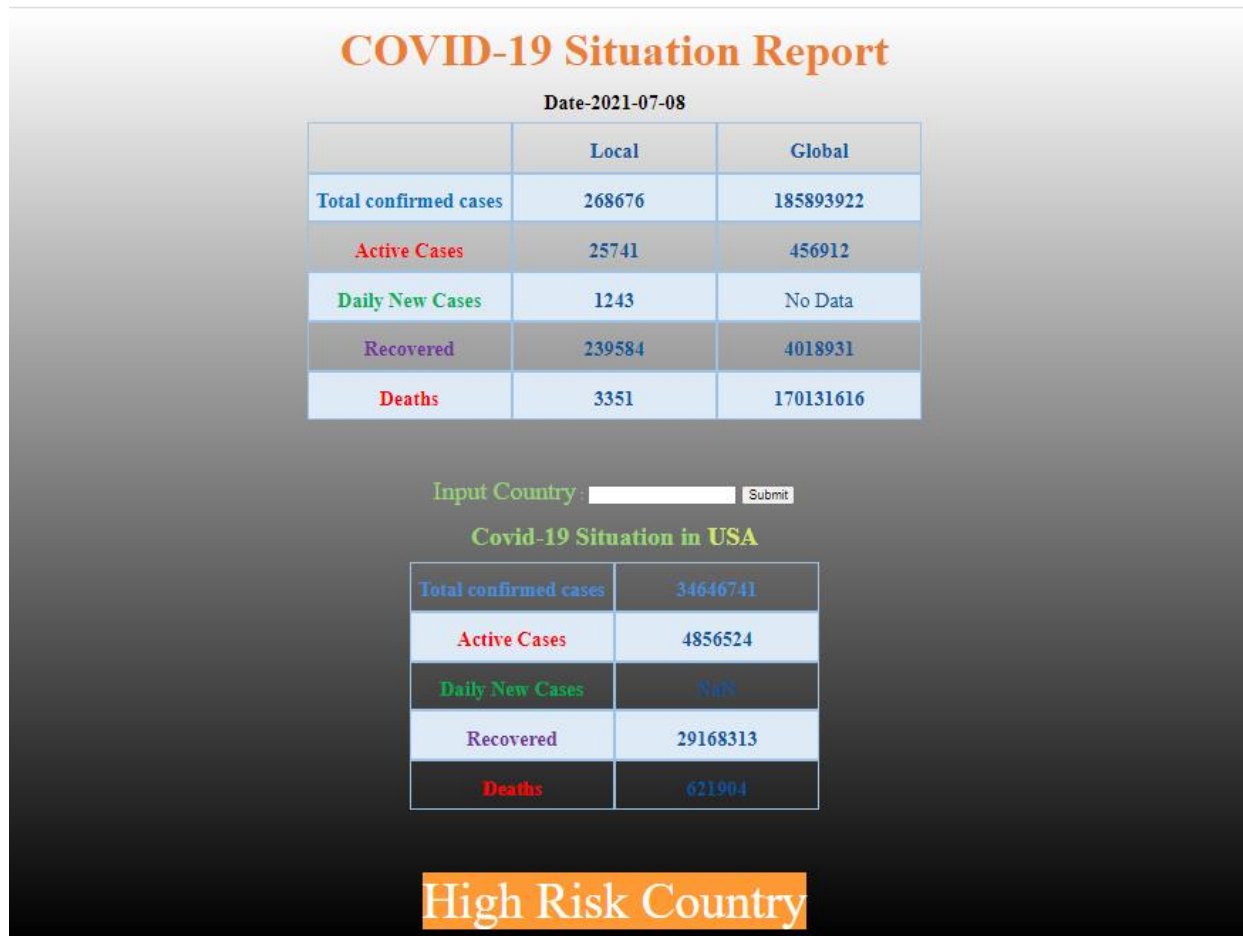 COVID-19 Situation Report
Date-2021-07-08
Local Global
Total confirmed cases 268676 185893922
Active Cases 25741 456912
Daily New Cases 1243 No Data
Recovered 239584 4018931
Deaths 3351 170131616
Input Country : Submit
Covid-19 Situation in USA
Total confirmed cases 34646741
Active Cases 4856524
Daily New Cases NaN
Recovered 29168313
Deaths 621904
High Risk Country